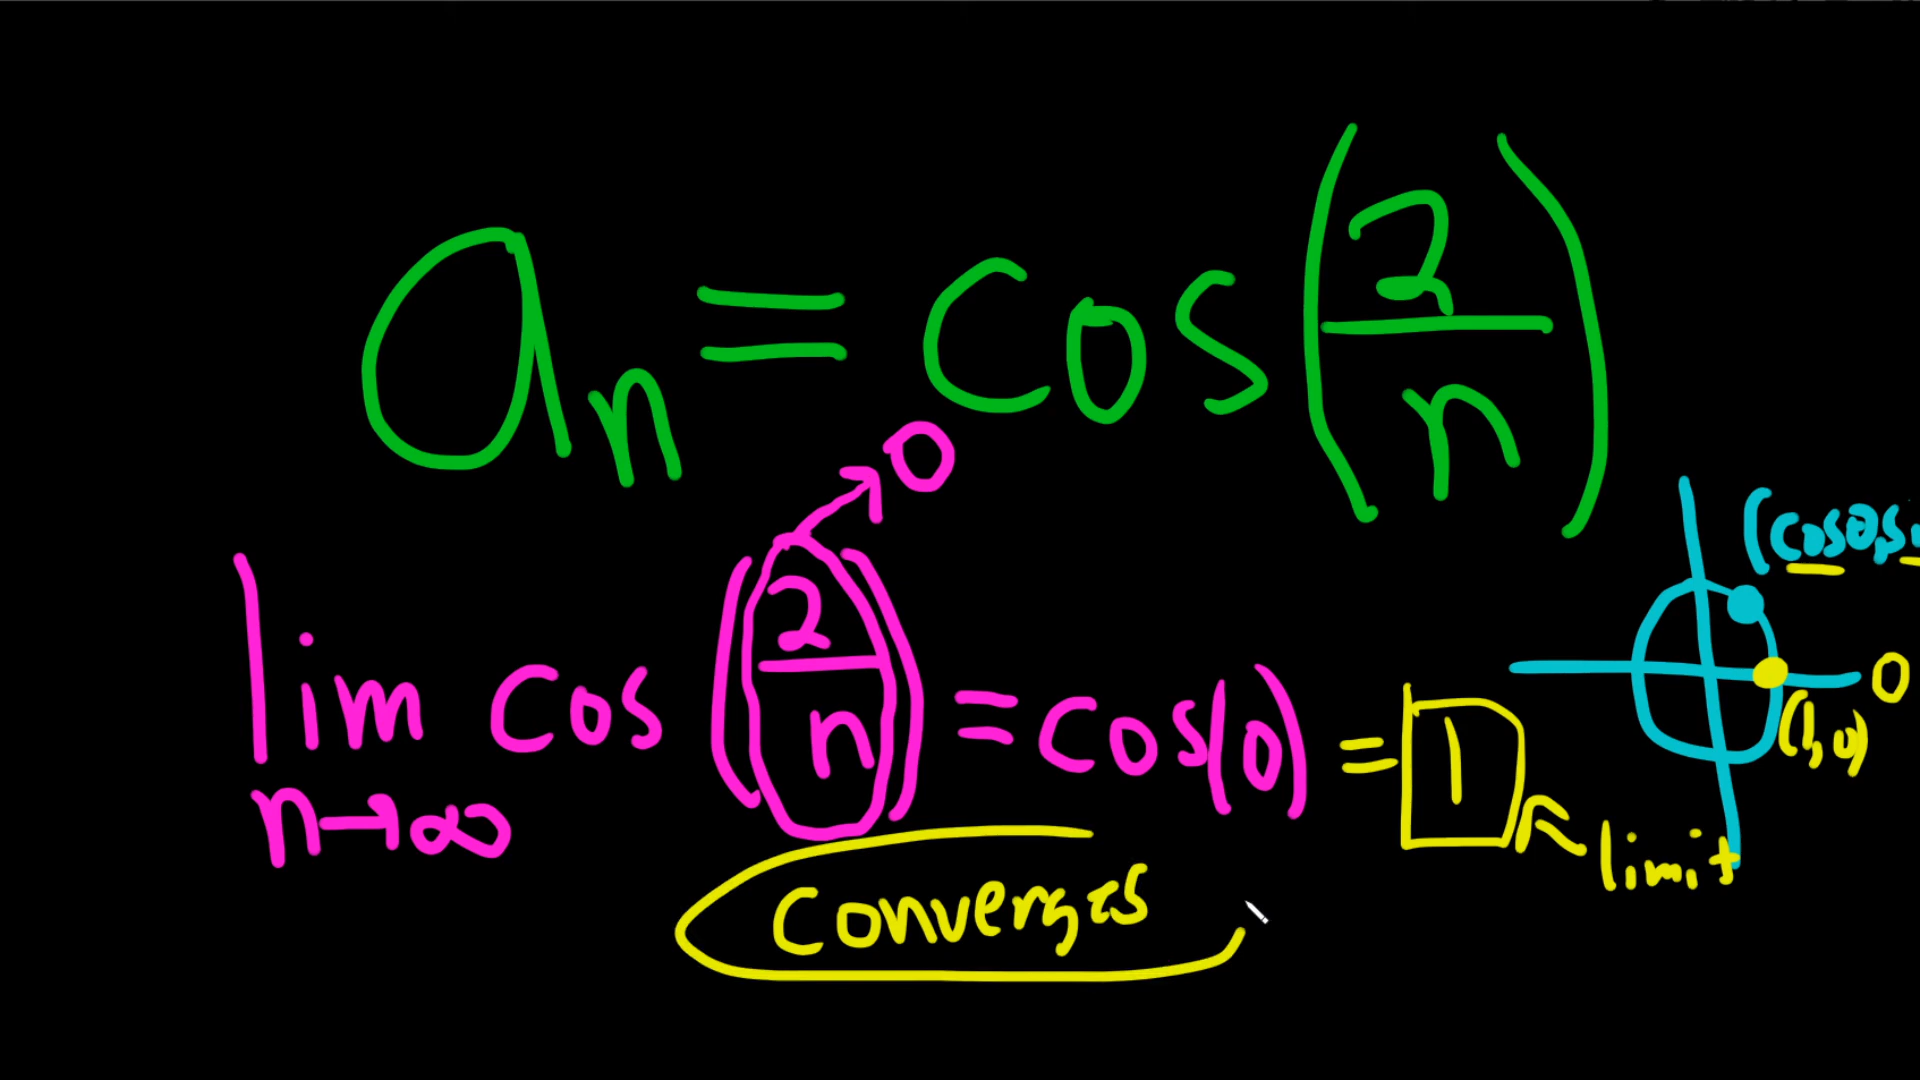 aₙ = cos(2/n)
(cosθ, s
→ 0
lim n→∞ cos(2/n) = cos(0) = 1
0
(1,0)
limit
Converges